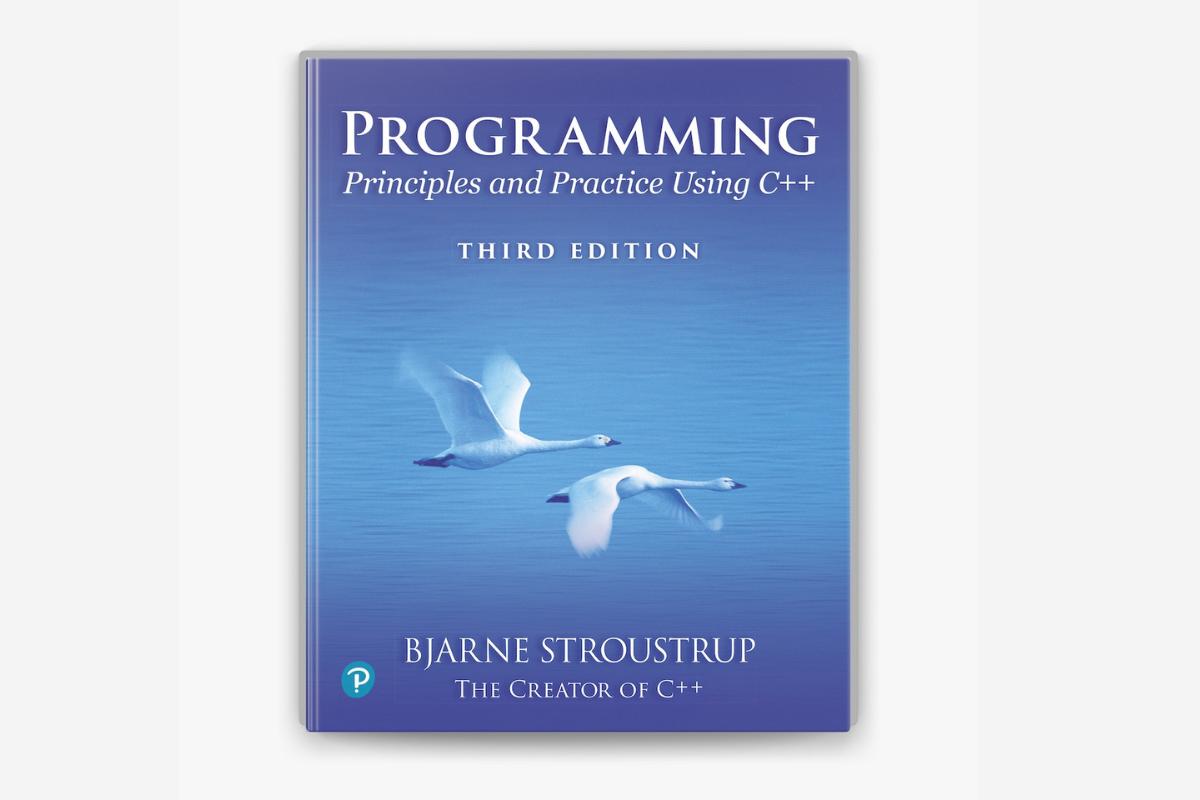 PROGRAMMING
Principles and Practice Using C++
THIRD EDITION
BJARNE STROUSTRUP
THE CREATOR OF C++
P